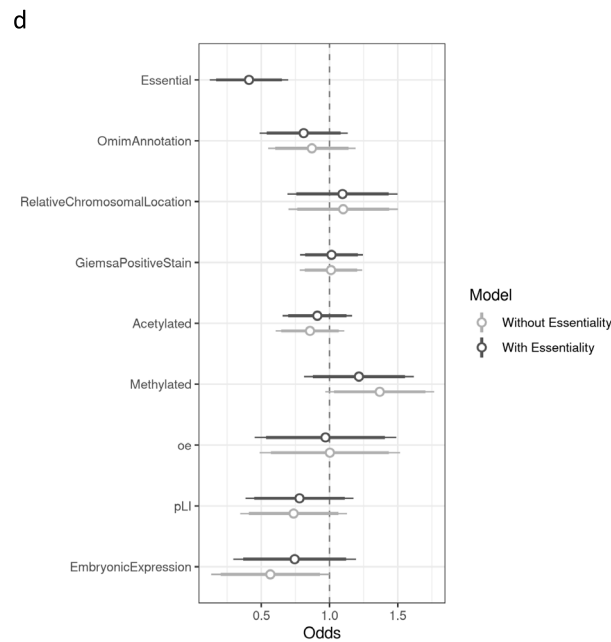 d
Essential
OmimAnnotation
RelativeChromosomalLocation
GiemsaPositiveStain
Acetylated
Methylated
oe
pLI
EmbryonicExpression
0.5 1.0 1.5
Odds
Model
Without Essentiality
With Essentiality